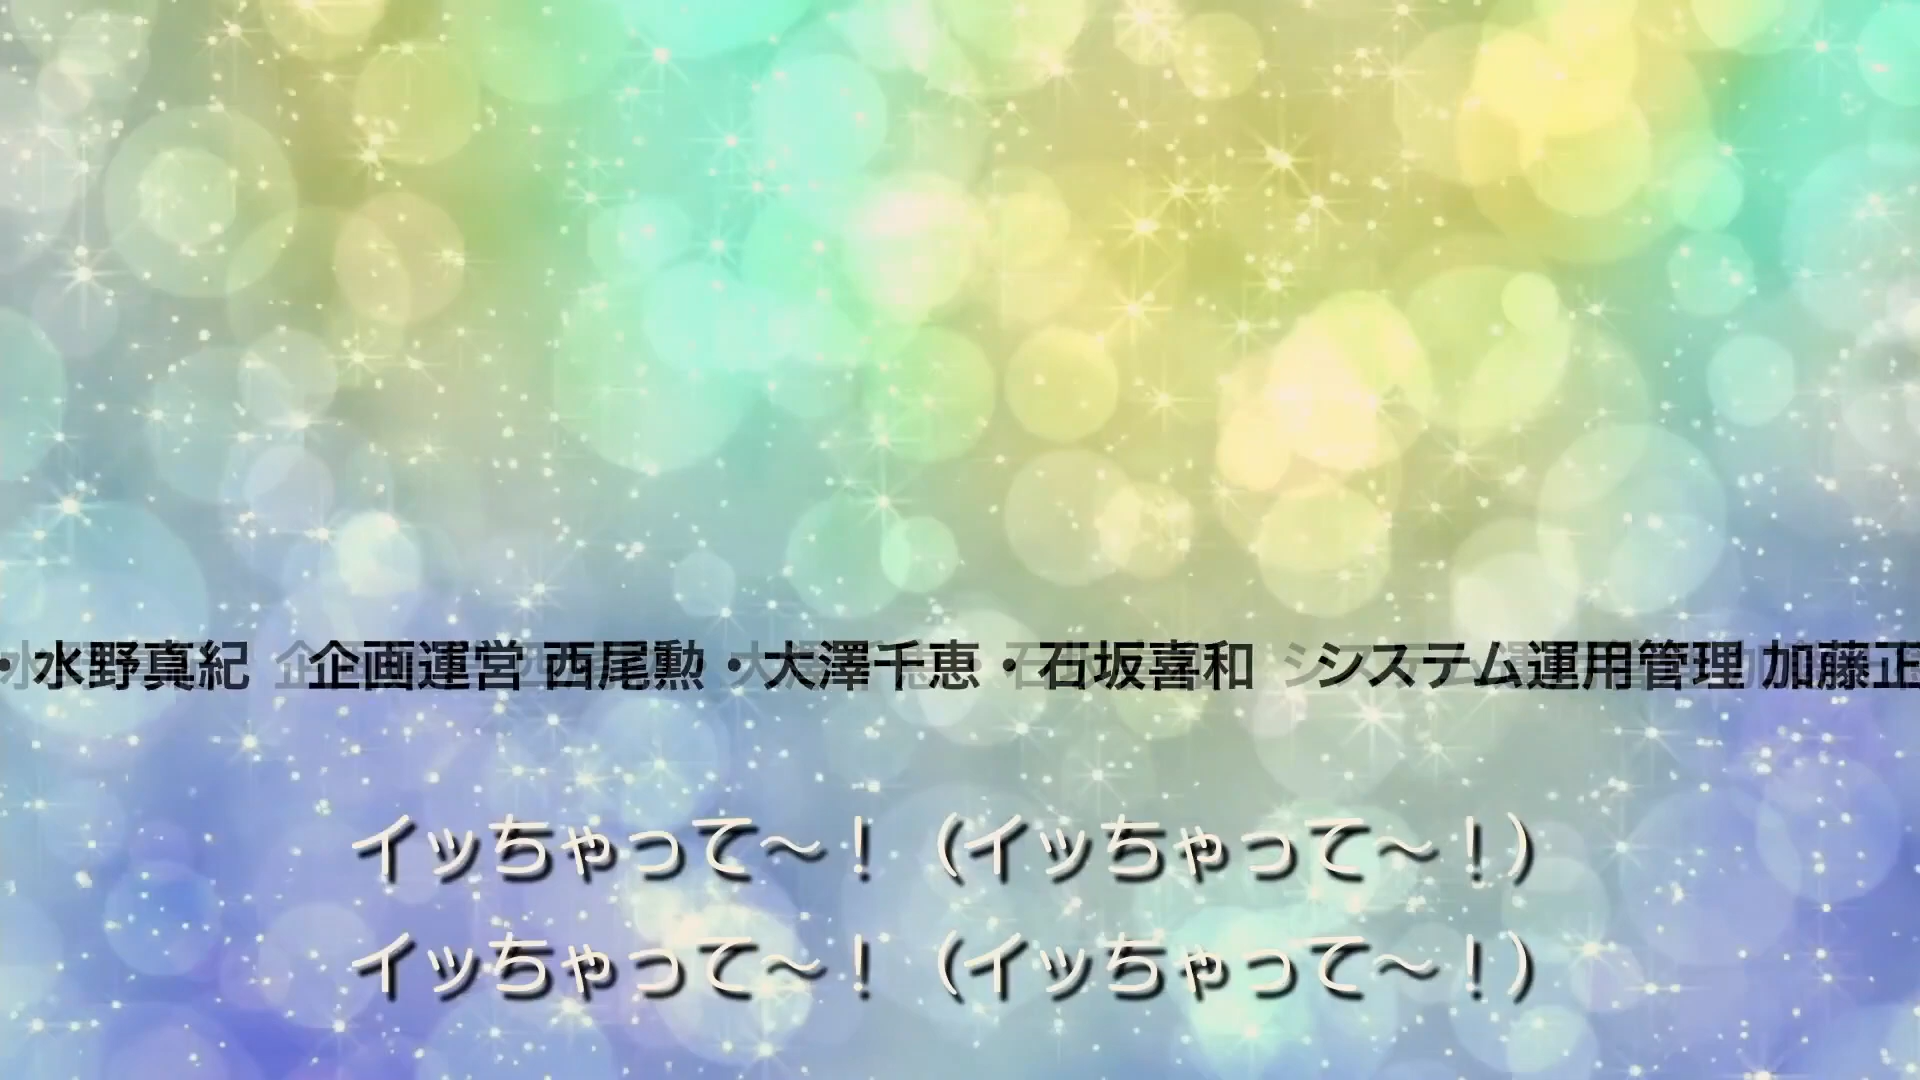 ・水野真紀 企画運営 西尾勲・大澤千恵・石坂喜和 システム運用管理 加藤正
イッちゃって～！（イッちゃって～！）
イッちゃって～！（イッちゃって～！）